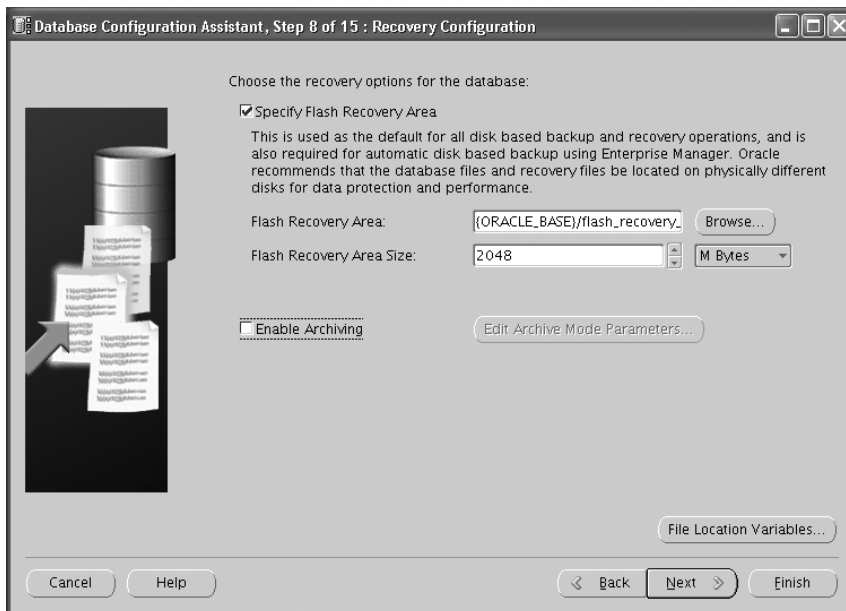 Database Configuration Assistant, Step 8 of 15 : Recovery Configuration
Choose the recovery options for the database:
Specify Flash Recovery Area
This is used as the default for all disk based backup and recovery operations, and is
also required for automatic disk based backup using Enterprise Manager. Oracle
recommends that the database files and recovery files be located on physically different
disks for data protection and performance.
Flash Recovery Area: {ORACLE_BASE}/flash_recovery_ Browse...
Flash Recovery Area Size: 2048 M Bytes
Enable Archiving Edit Archive Mode Parameters...
File Location Variables...
Cancel Help Back Next Finish